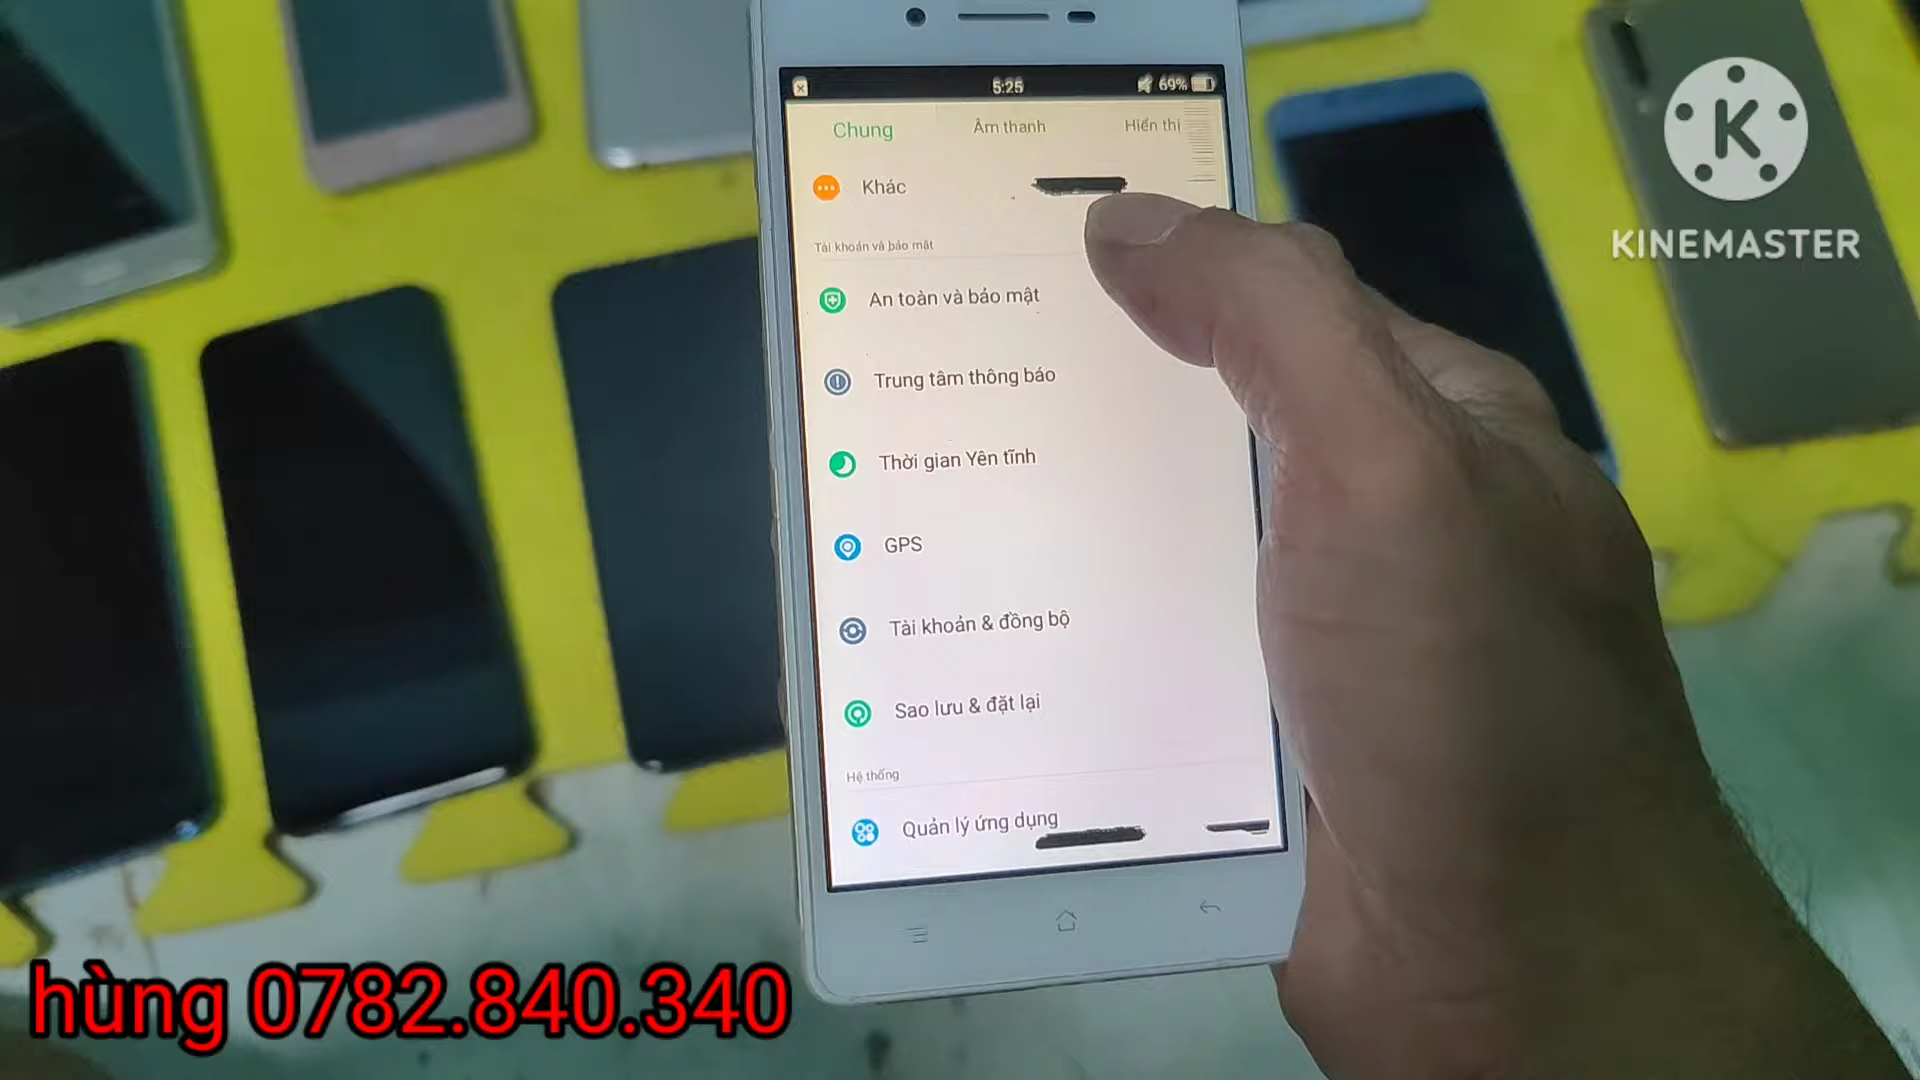 5:25
69%
Chung
Âm thanh
Hiển thị
Khác
Tài khoản và bảo mật
An toàn và bảo mật
Trung tâm thông báo
Thời gian Yên tĩnh
GPS
Tài khoản & đồng bộ
Sao lưu & đặt lại
Hệ thống
Quản lý ứng dụng
K
KINEMASTER
hùng 0782.840.340